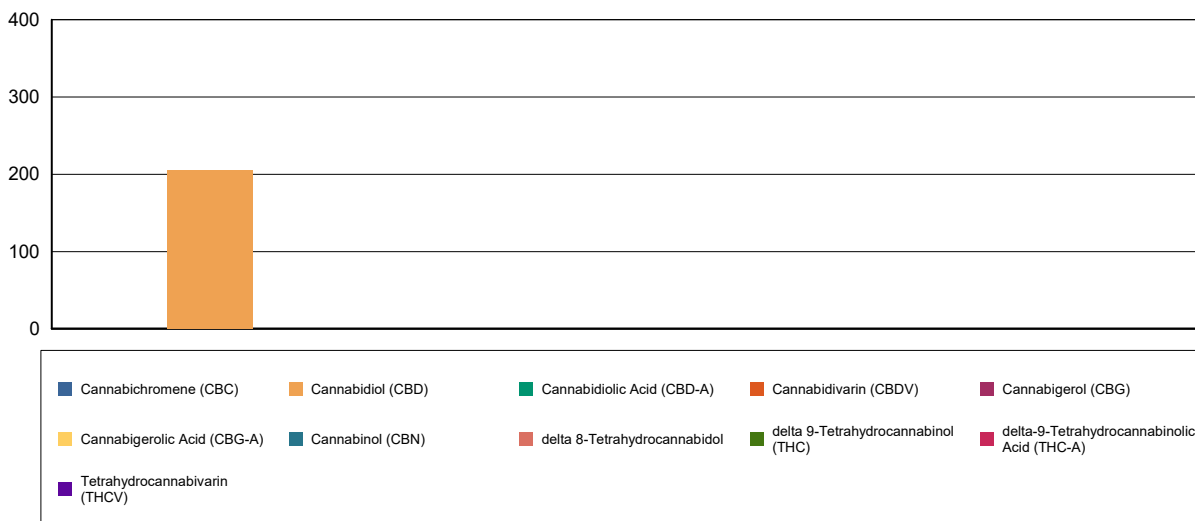 400
300
200
100
0
Cannabichromene (CBC)
Cannabidiol (CBD)
Cannabidiolic Acid (CBD-A)
Cannabidivarin (CBDV)
Cannabigerol (CBG)
Cannabigerolic Acid (CBG-A)
Cannabinol (CBN)
delta 8-Tetrahydrocannabidol
delta 9-Tetrahydrocannabinol
(THC)
delta-9-Tetrahydrocannabinolic
Acid (THC-A)
Tetrahydrocannabivarin
(THCV)